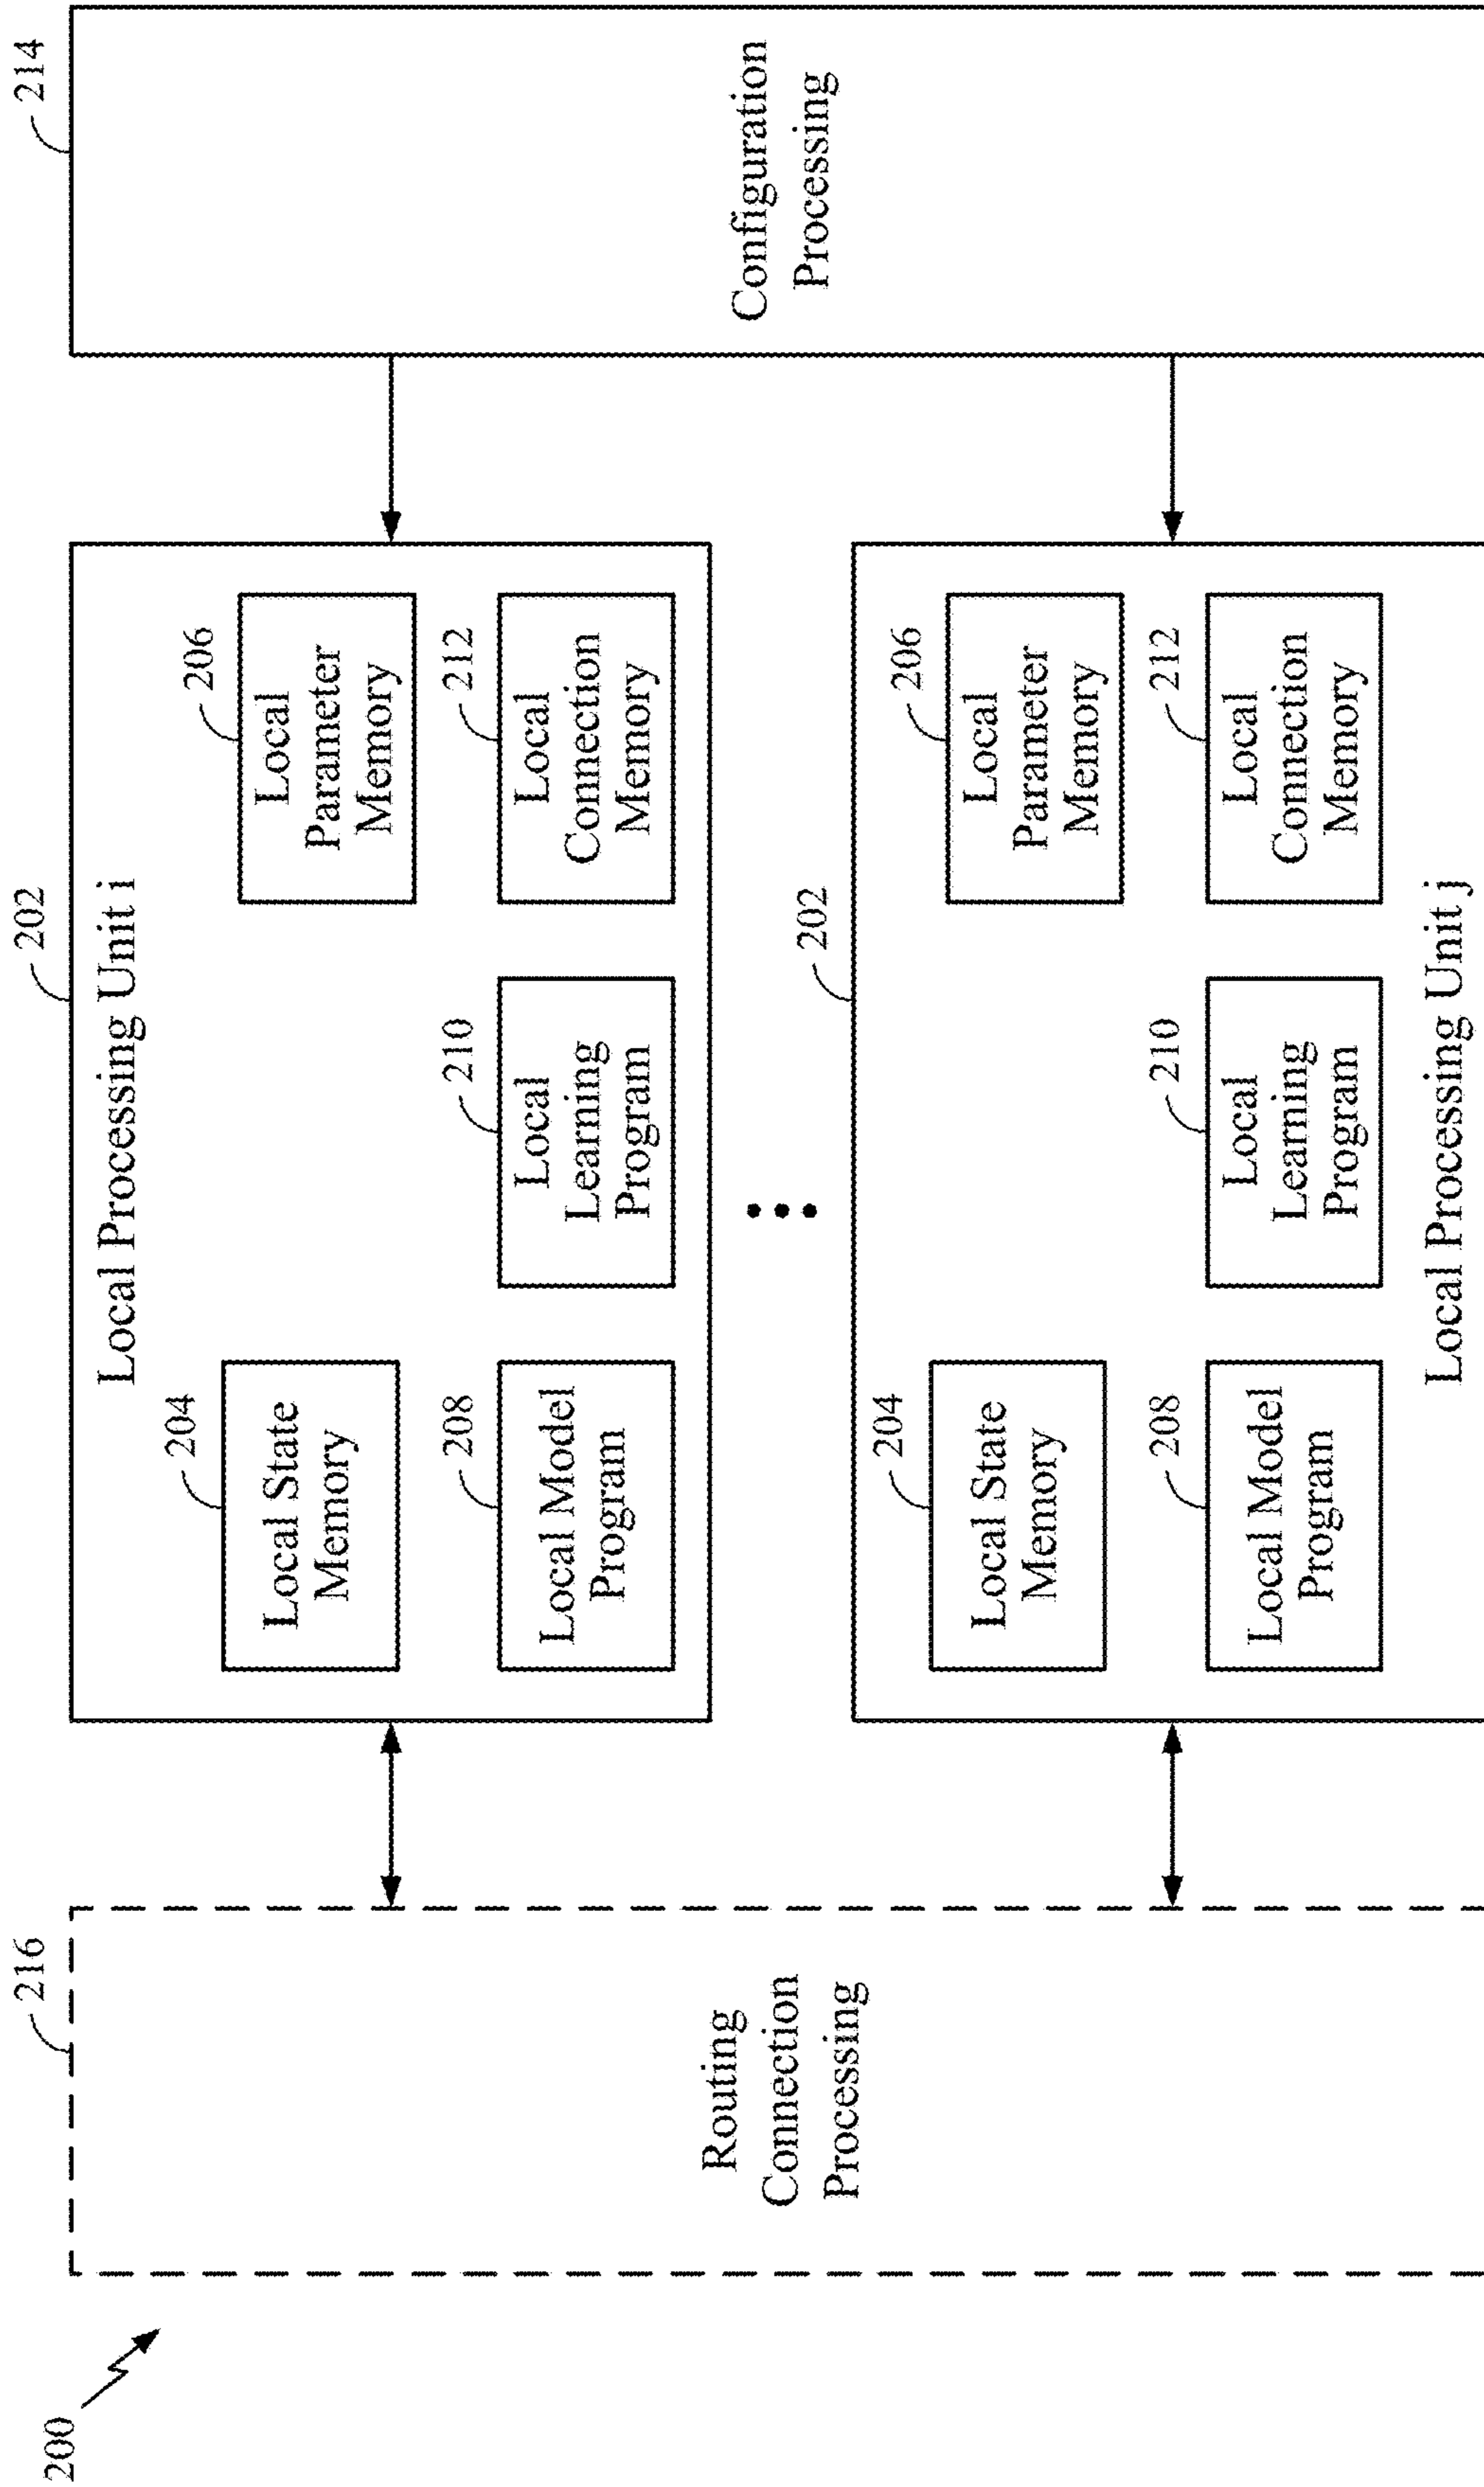 200
216
Routing
Connection
Processing
202
Local Processing Unit i
204
Local State
Memory
206
Local
Parameter
Memory
208
Local Model
Program
210
Local
Learning
Program
212
Local
Connection
Memory
202
204
Local State
Memory
206
Local
Parameter
Memory
208
Local Model
Program
210
Local
Learning
Program
212
Local
Connection
Memory
Local Processing Unit j
214
Configuration
Processing